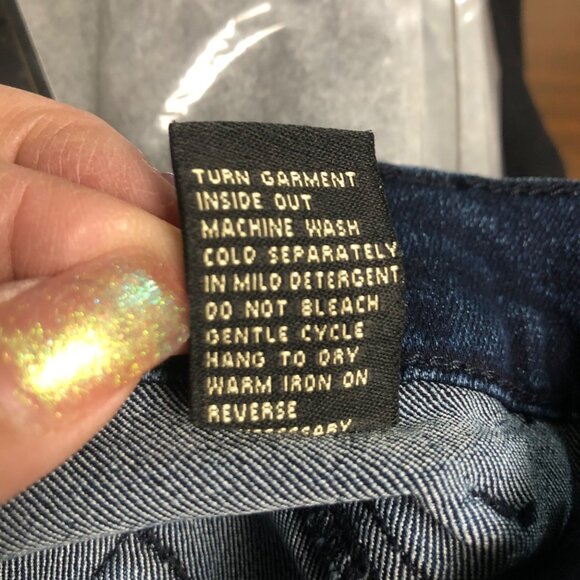 TURN GARMENT
INSIDE OUT
MACHINE WASH
COLD SEPARATELY
IN MILD DETERGENT
DO NOT BLEACH
GENTLE CYCLE
HANG TO DRY
WARM IRON ON
REVERSE